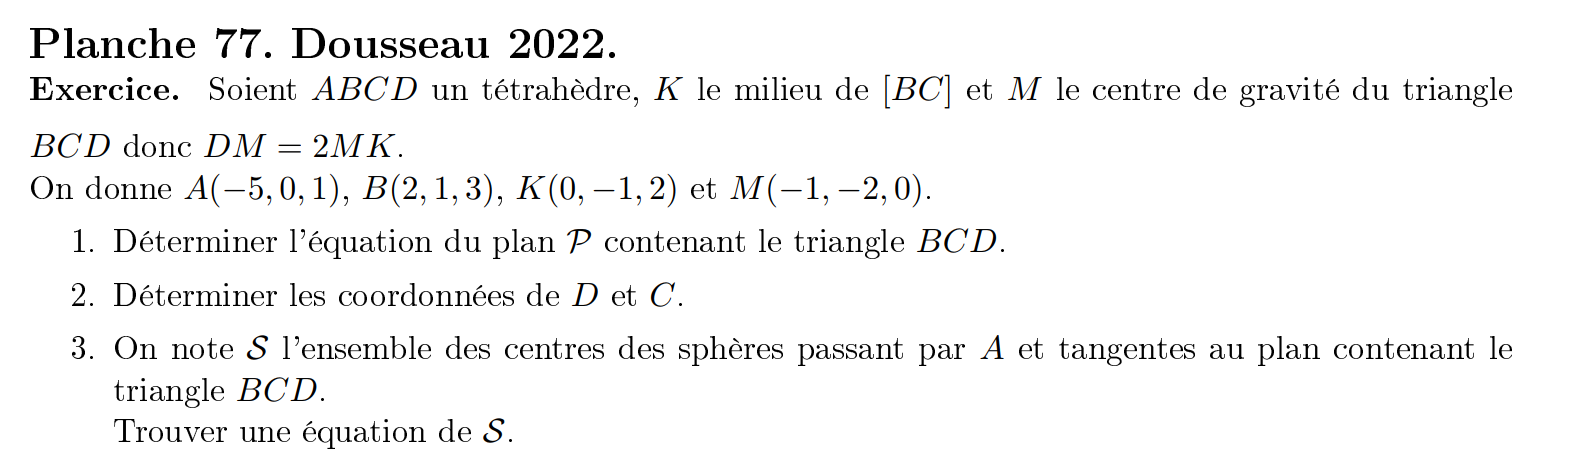 Planche 77. Dousseau 2022.
Exercice. Soient ABCD un tétrahèdre, K le milieu de [BC] et M le centre de gravité du triangle
BCD donc DM = 2MK.
On donne A(−5, 0, 1), B(2, 1, 3), K(0, −1, 2) et M(−1, −2, 0).
1. Déterminer l'équation du plan 𝒫 contenant le triangle BCD.
2. Déterminer les coordonnées de D et C.
3. On note 𝒮 l'ensemble des centres des sphères passant par A et tangentes au plan contenant le
triangle BCD.
Trouver une équation de 𝒮.